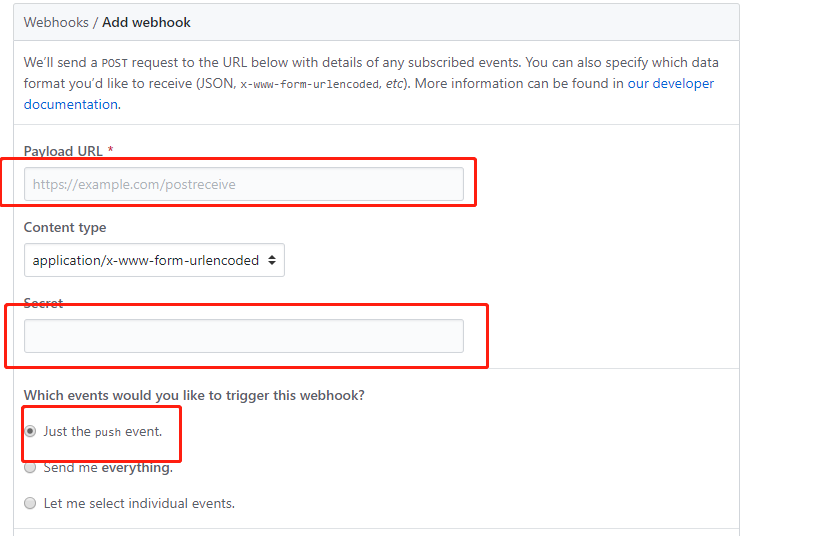 Webhooks / Add webhook
We'll send a POST request to the URL below with details of any subscribed events. You can also specify which data
format you'd like to receive (JSON, x-www-form-urlencoded, etc). More information can be found in our developer
documentation.
Payload URL *
https://example.com/postreceive
Content type
application/x-www-form-urlencoded
Secret
Which events would you like to trigger this webhook?
Just the push event.
Send me everything.
Let me select individual events.